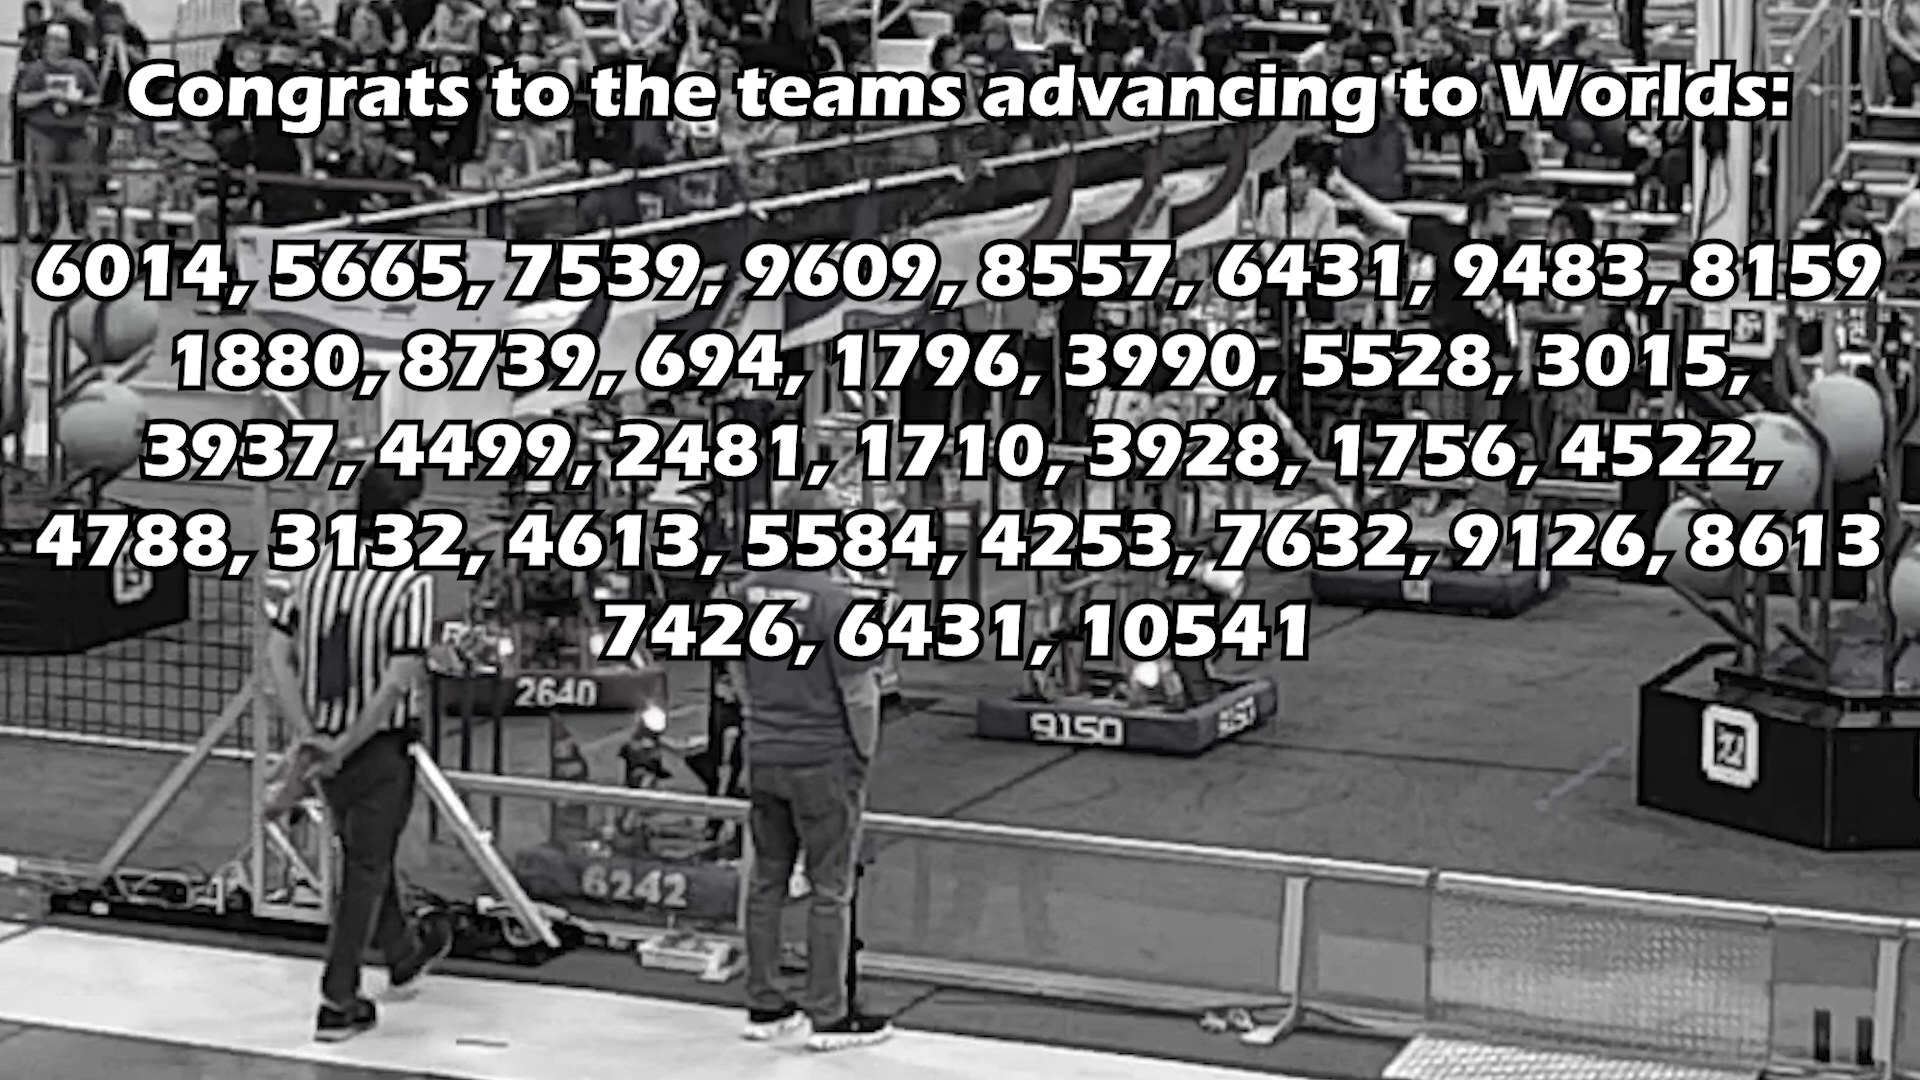 Congrats to the teams advancing to Worlds:
6014, 5665, 7539, 9609, 8557, 6431, 9483, 8159
1880, 8739, 694, 1796, 3990, 5528, 3015,
3937, 4499, 2481, 1710, 3928, 1756, 4522,
4788, 3132, 4613, 5584, 4253, 7632, 9126, 8613
7426, 6431, 10541
2640
9150
6242